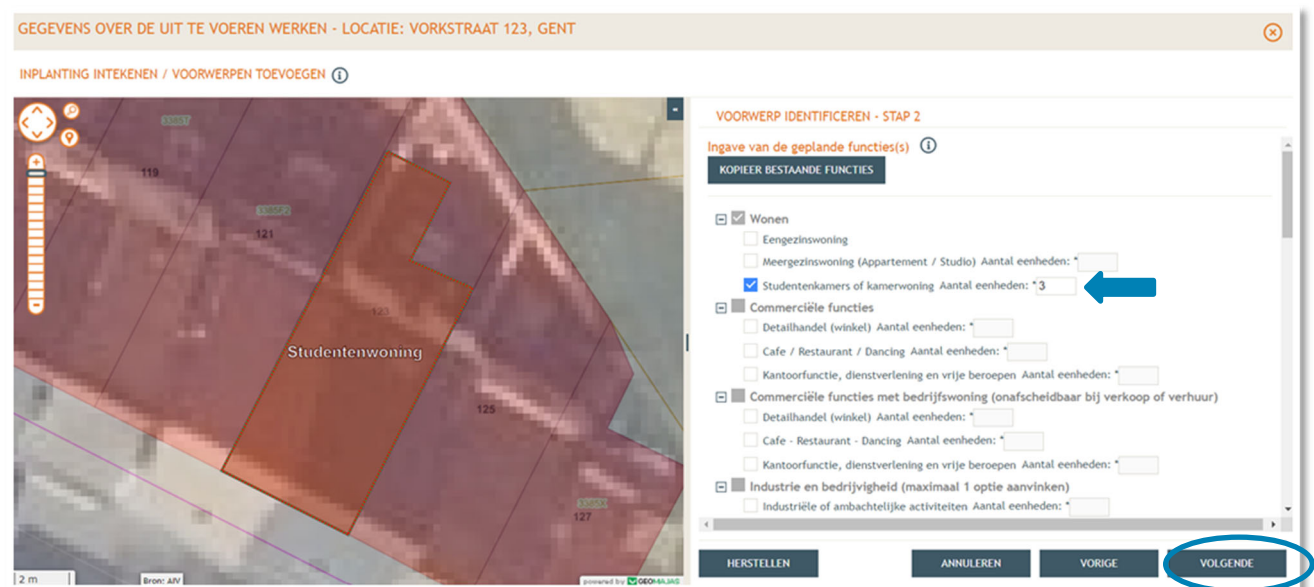 GEGEVENS OVER DE UIT TE VOEREN WERKEN - LOCATIE: VORKSTRAAT 123, GENT
INPLANTING INTEKENEN / VOORWERPEN TOEVOEGEN
119
121
123
Studentenwoning
125
127
2 m
Bron: AIV
powered by GEOMAJAS
VOORWERP IDENTIFICEREN - STAP 2
Ingave van de geplande functies(s)
KOPIEER BESTAANDE FUNCTIES
Wonen
Eengezinswoning
Meergezinswoning (Appartement / Studio) Aantal eenheden: *
Studentenkamers of kamerwoning Aantal eenheden: * 3
Commerciële functies
Detailhandel (winkel) Aantal eenheden: *
Cafe / Restaurant / Dancing Aantal eenheden: *
Kantoorfunctie, dienstverlening en vrije beroepen Aantal eenheden: *
Commerciële functies met bedrijfswoning (onafscheidbaar bij verkoop of verhuur)
Detailhandel (winkel) Aantal eenheden: *
Cafe - Restaurant - Dancing Aantal eenheden: *
Kantoorfunctie, dienstverlening en vrije beroepen Aantal eenheden: *
Industrie en bedrijvigheid (maximaal 1 optie aanvinken)
Industriële of ambachtelijke activiteiten Aantal eenheden: *
HERSTELLEN
ANNULEREN
VORIGE
VOLGENDE